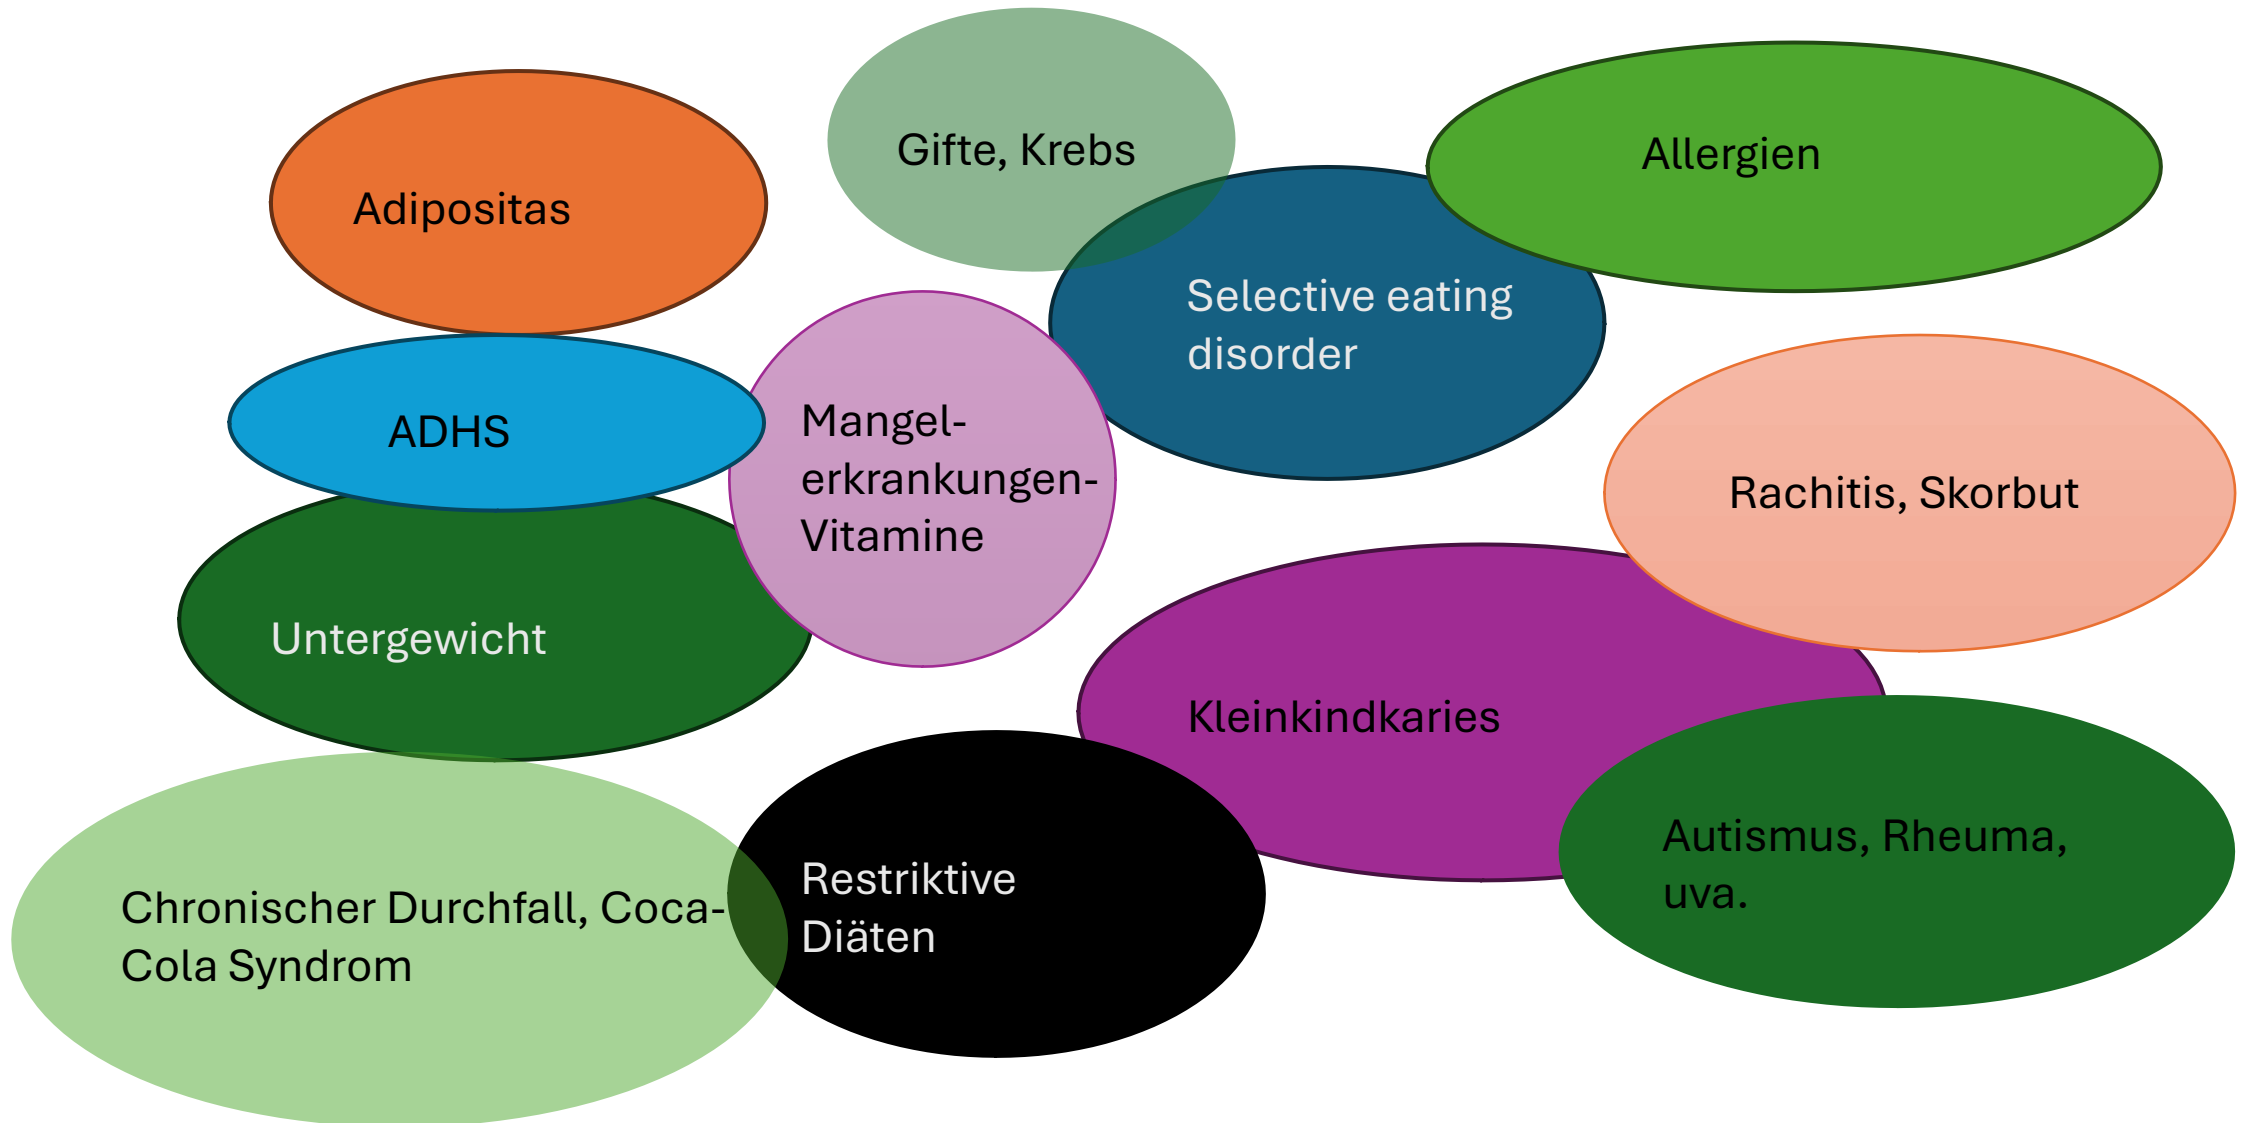 Gifte, Krebs
Allergien
Adipositas
Selective eating
disorder
ADHS
Mangel-
erkrankungen-
Vitamine
Rachitis, Skorbut
Untergewicht
Kleinkindkaries
Autismus, Rheuma,
uva.
Restriktive
Diäten
Chronischer Durchfall, Coca-
Cola Syndrom